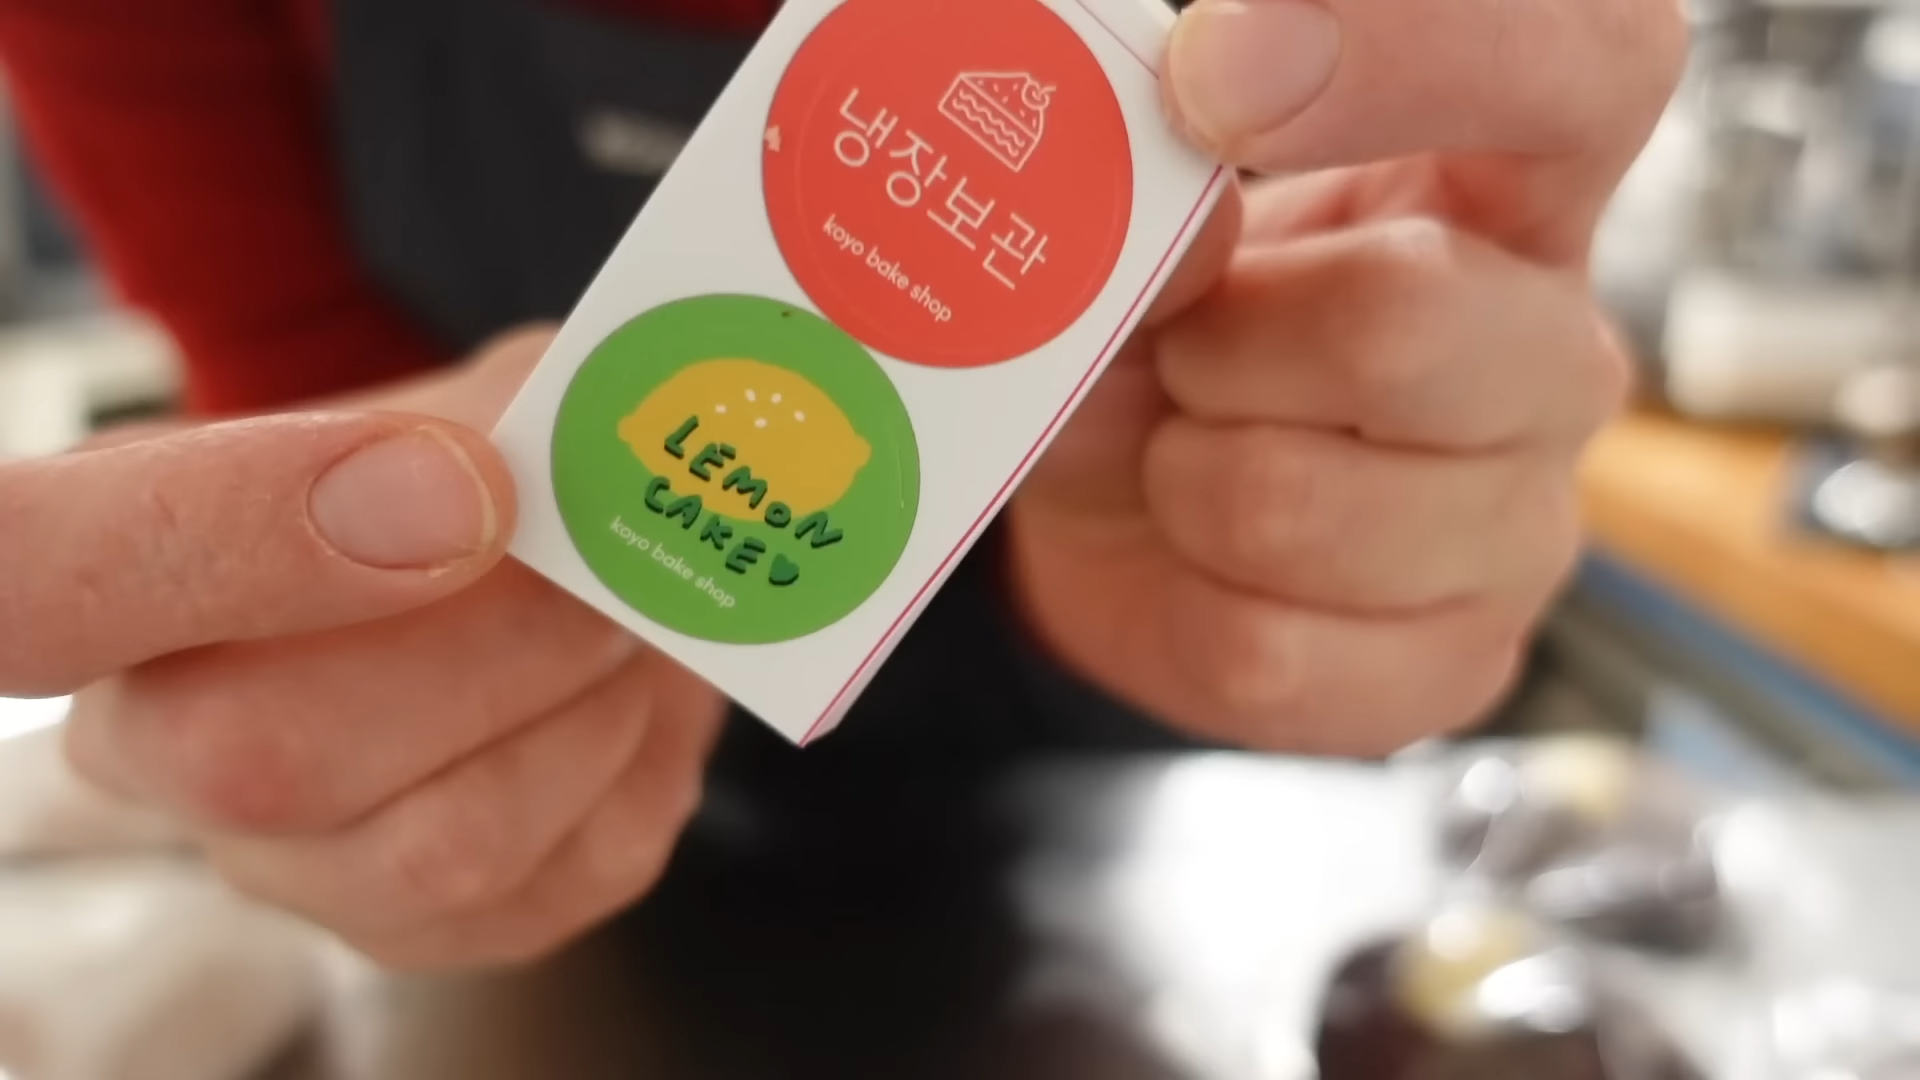 냉장보관
koyo bake shop
LEMON
CAKE
koyo bake shop